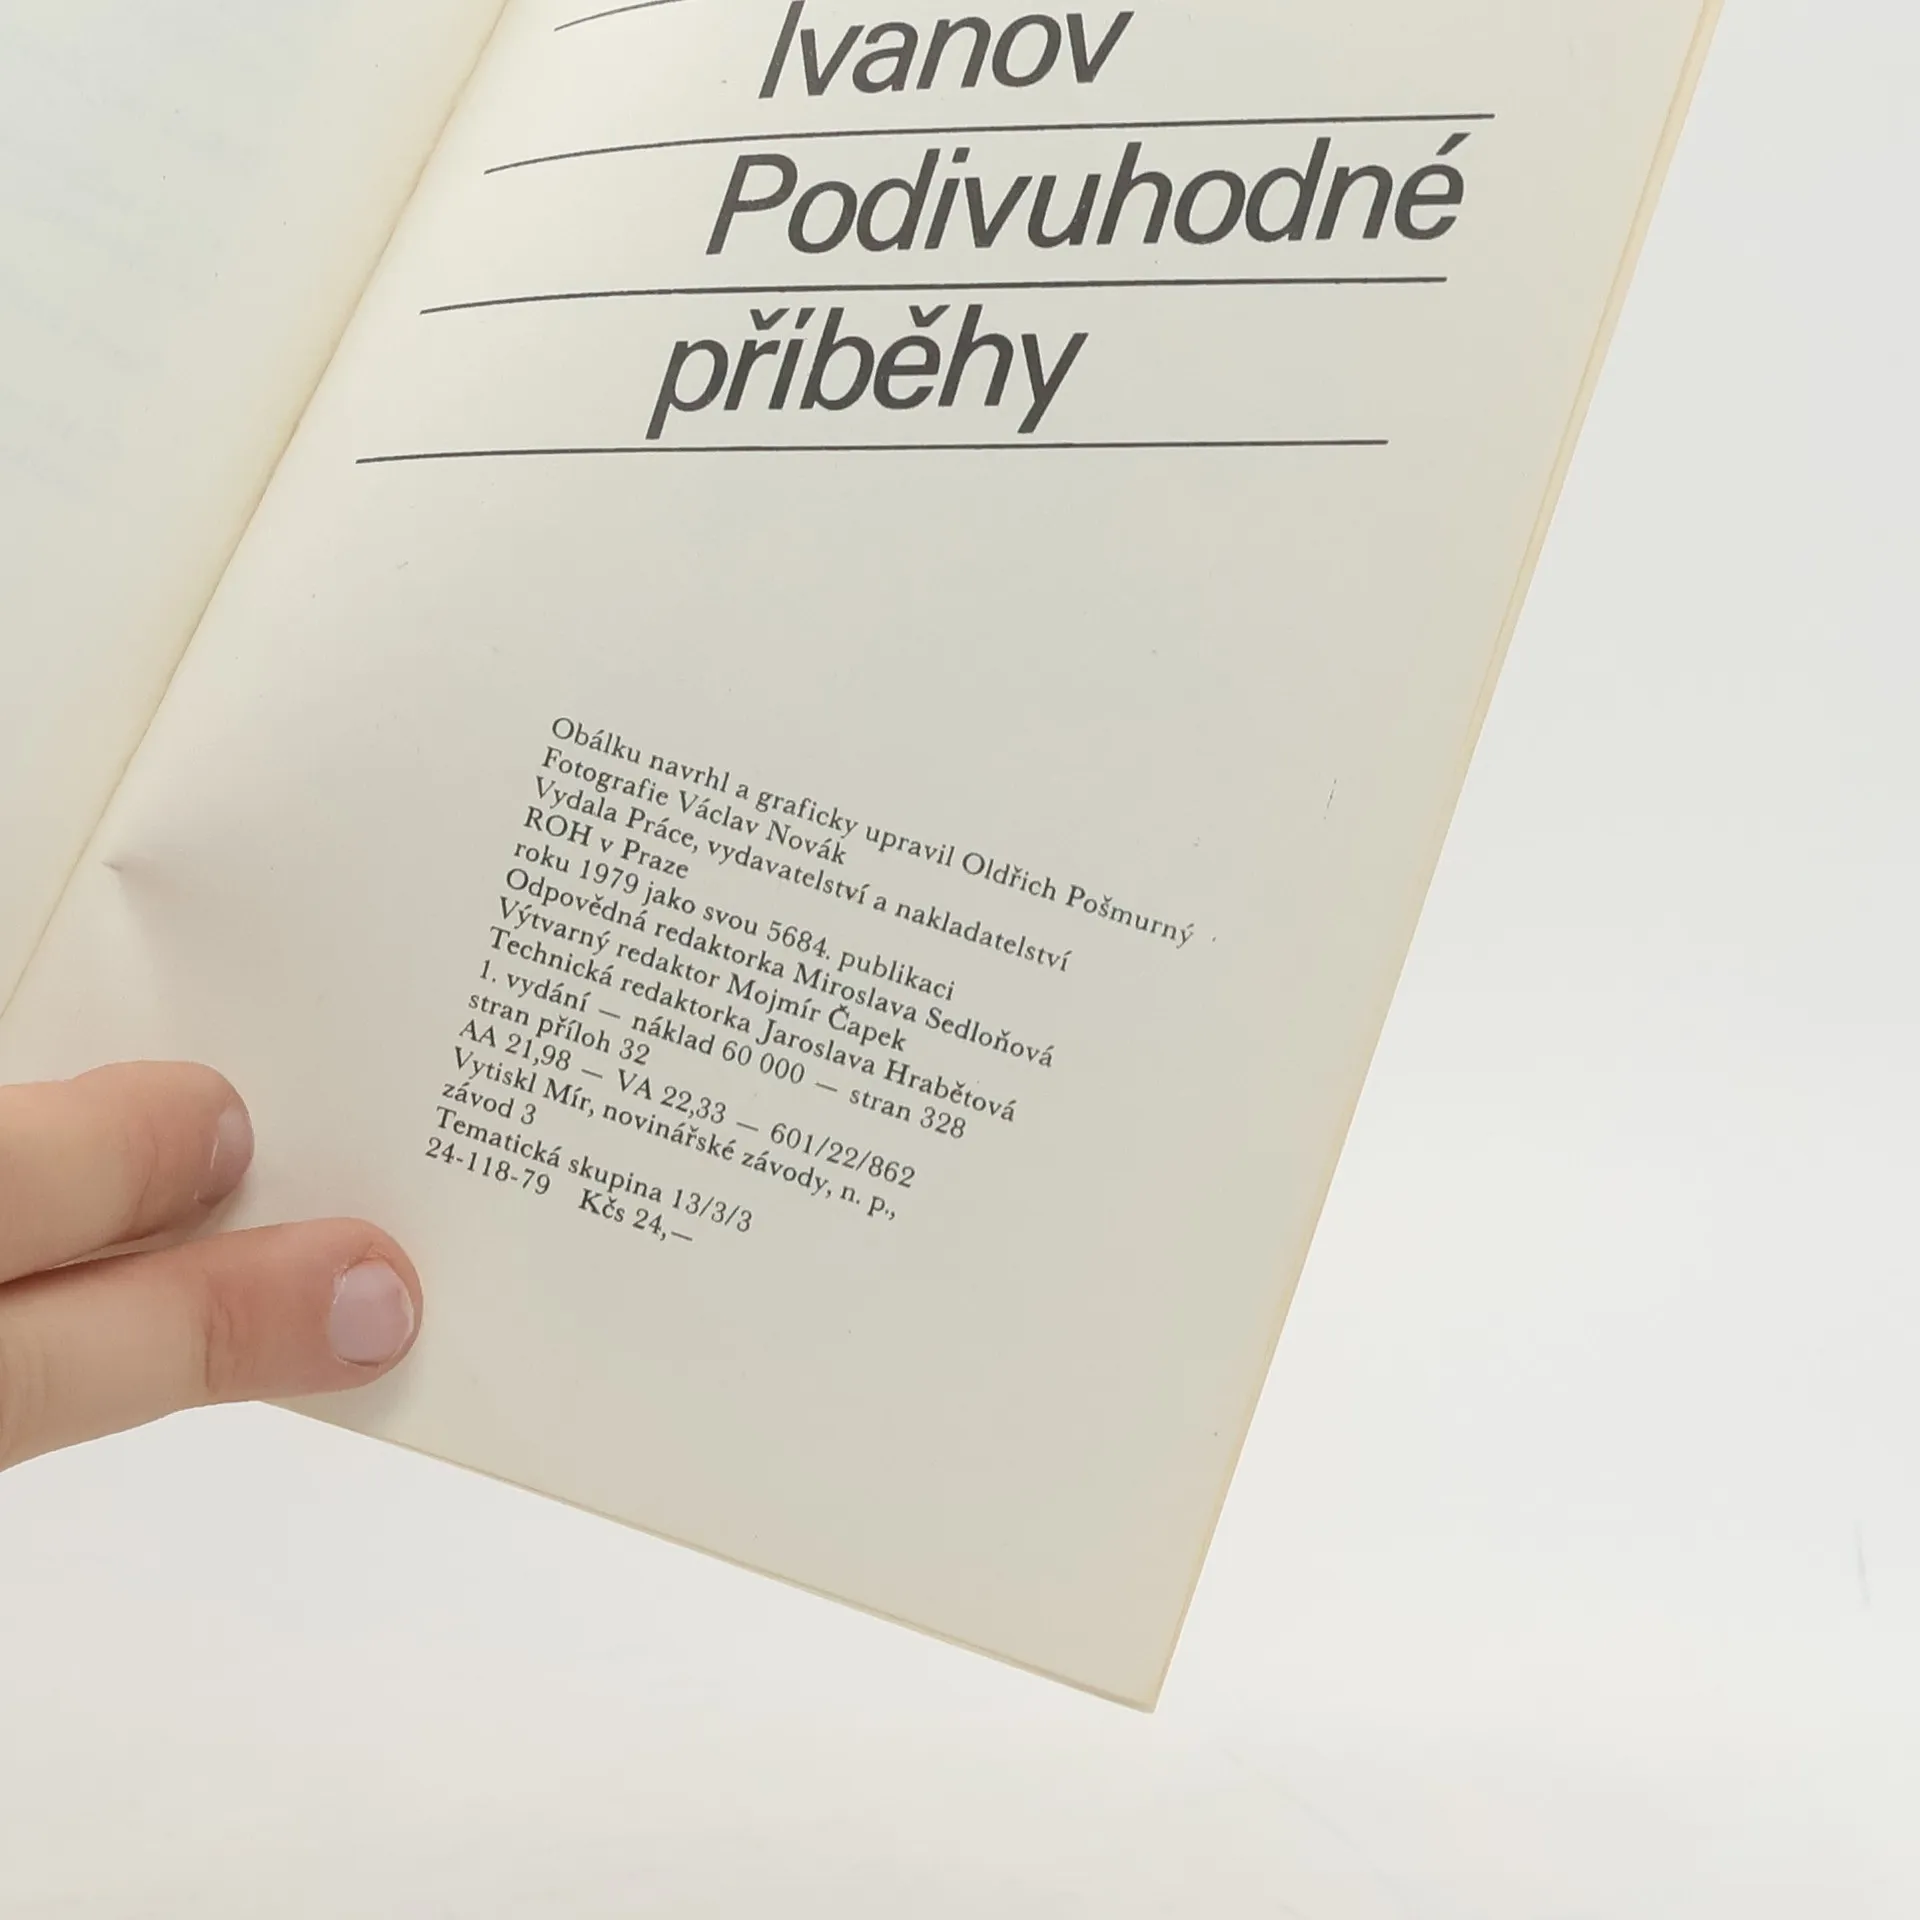 Ivanov
Podivuhodné
příběhy
Obálku navrhl a graficky upravil Oldřich Pošmurný
Fotografie Václav Novák
Vydala Práce, vydavatelství a nakladatelství
ROH v Praze
roku 1979 jako svou 5684. publikaci
Odpovědná redaktorka Miroslava Sedloňová
Výtvarný redaktor Mojmír Čapek
Technická redaktorka Jaroslava Hrabětová
1. vydání — náklad 60 000 — stran 328
stran příloh 32
AA 21,98 — VA 22,33 — 601/22/862
Vytiskl Mír, novinářské závody, n. p.,
závod 3
Tematická skupina 13/3/3
24-118-79 Kčs 24,—